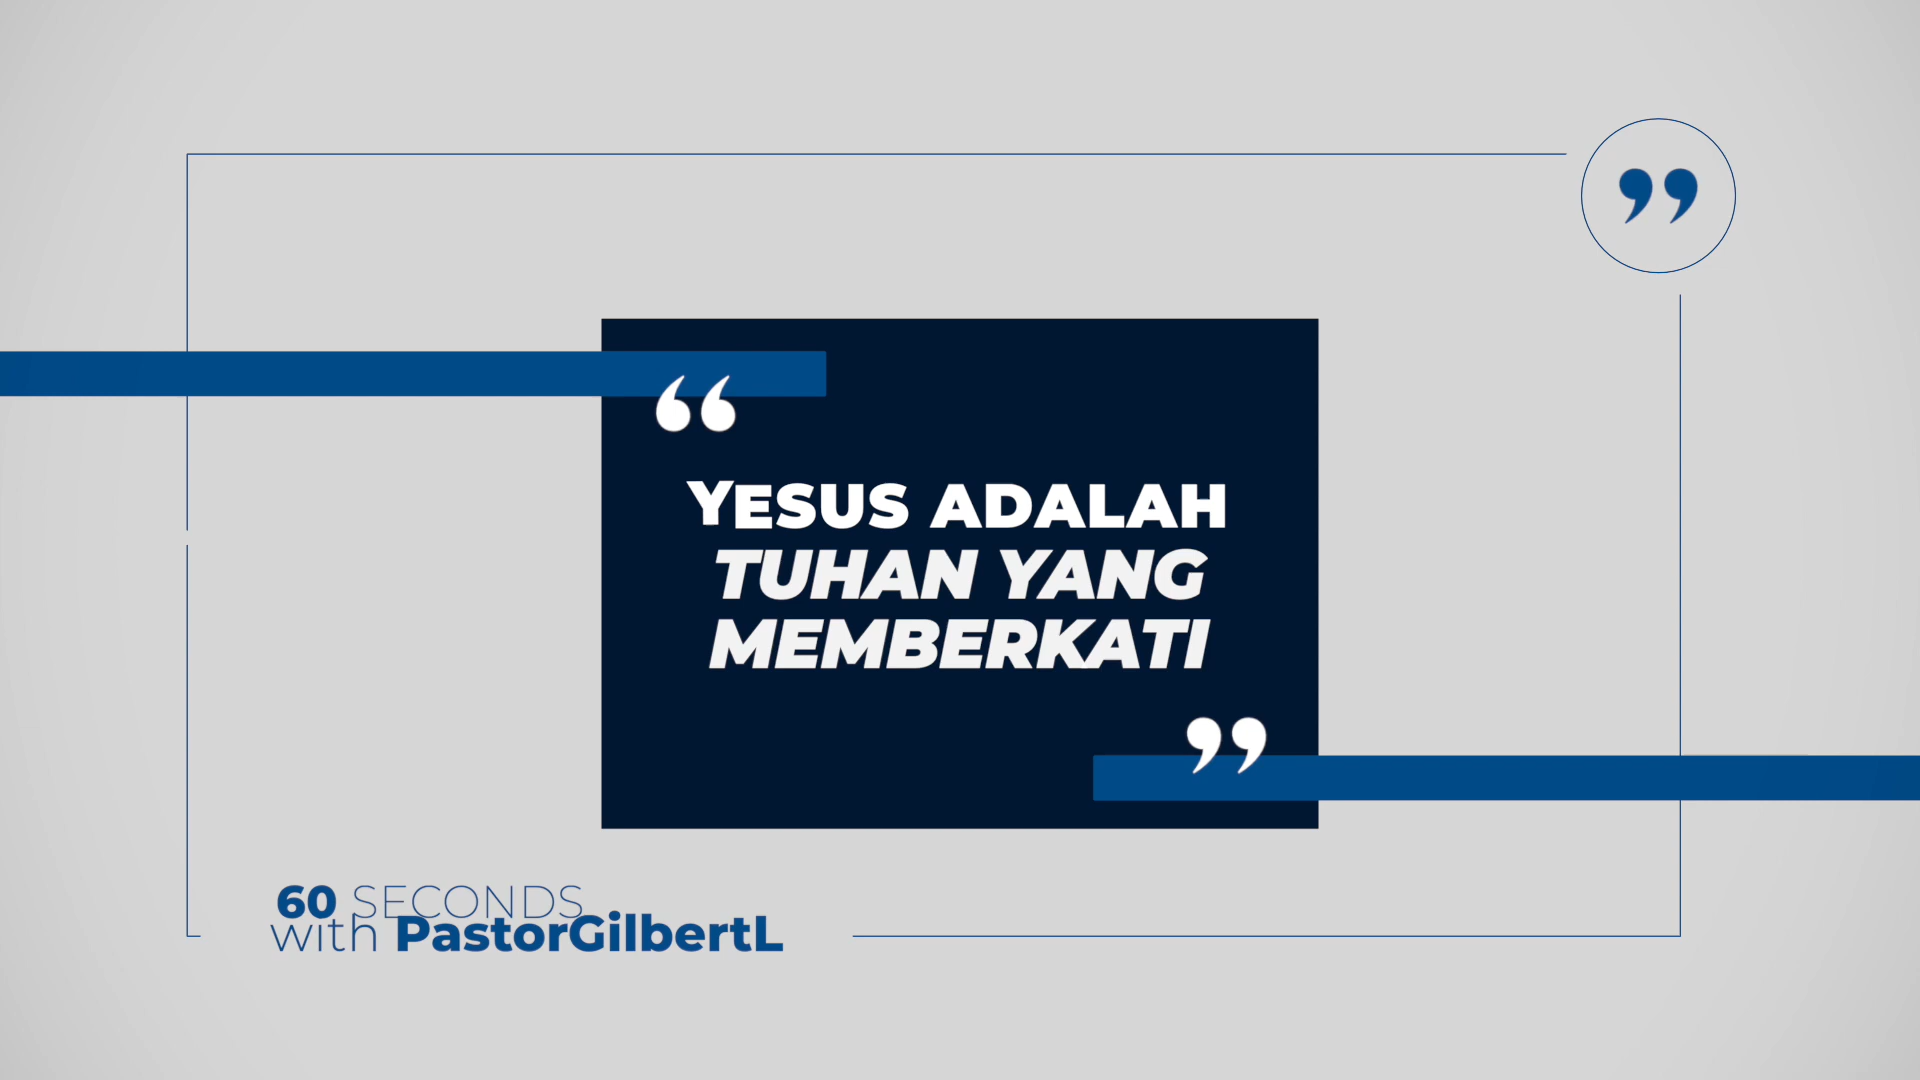 “
YESUS ADALAH
TUHAN YANG
MEMBERKATI
”
60 SECONDS
with PastorGilbertL